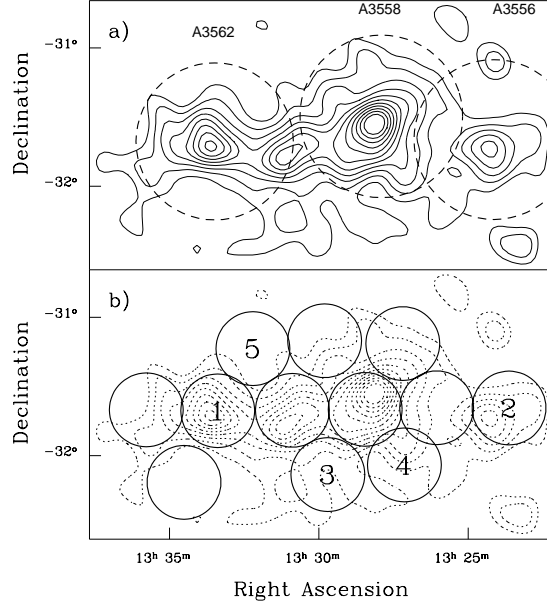 a)
A3562
A3558
A3556
-31°
-32°
Declination
b)
-31°
-32°
Declination
5
1
2
3
4
13ʰ 35ᵐ
13ʰ 30ᵐ
13ʰ 25ᵐ
Right Ascension